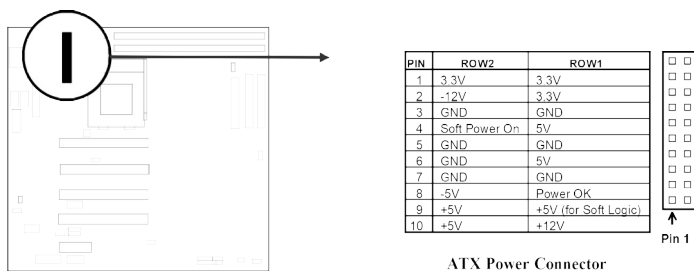 PIN ROW2 ROW1
1 3.3V 3.3V
2 -12V 3.3V
3 GND GND
4 Soft Power On 5V
5 GND GND
6 GND 5V
7 GND GND
8 -5V Power OK
9 +5V +5V (for Soft Logic)
10 +5V +12V
Pin 1
ATX Power Connector